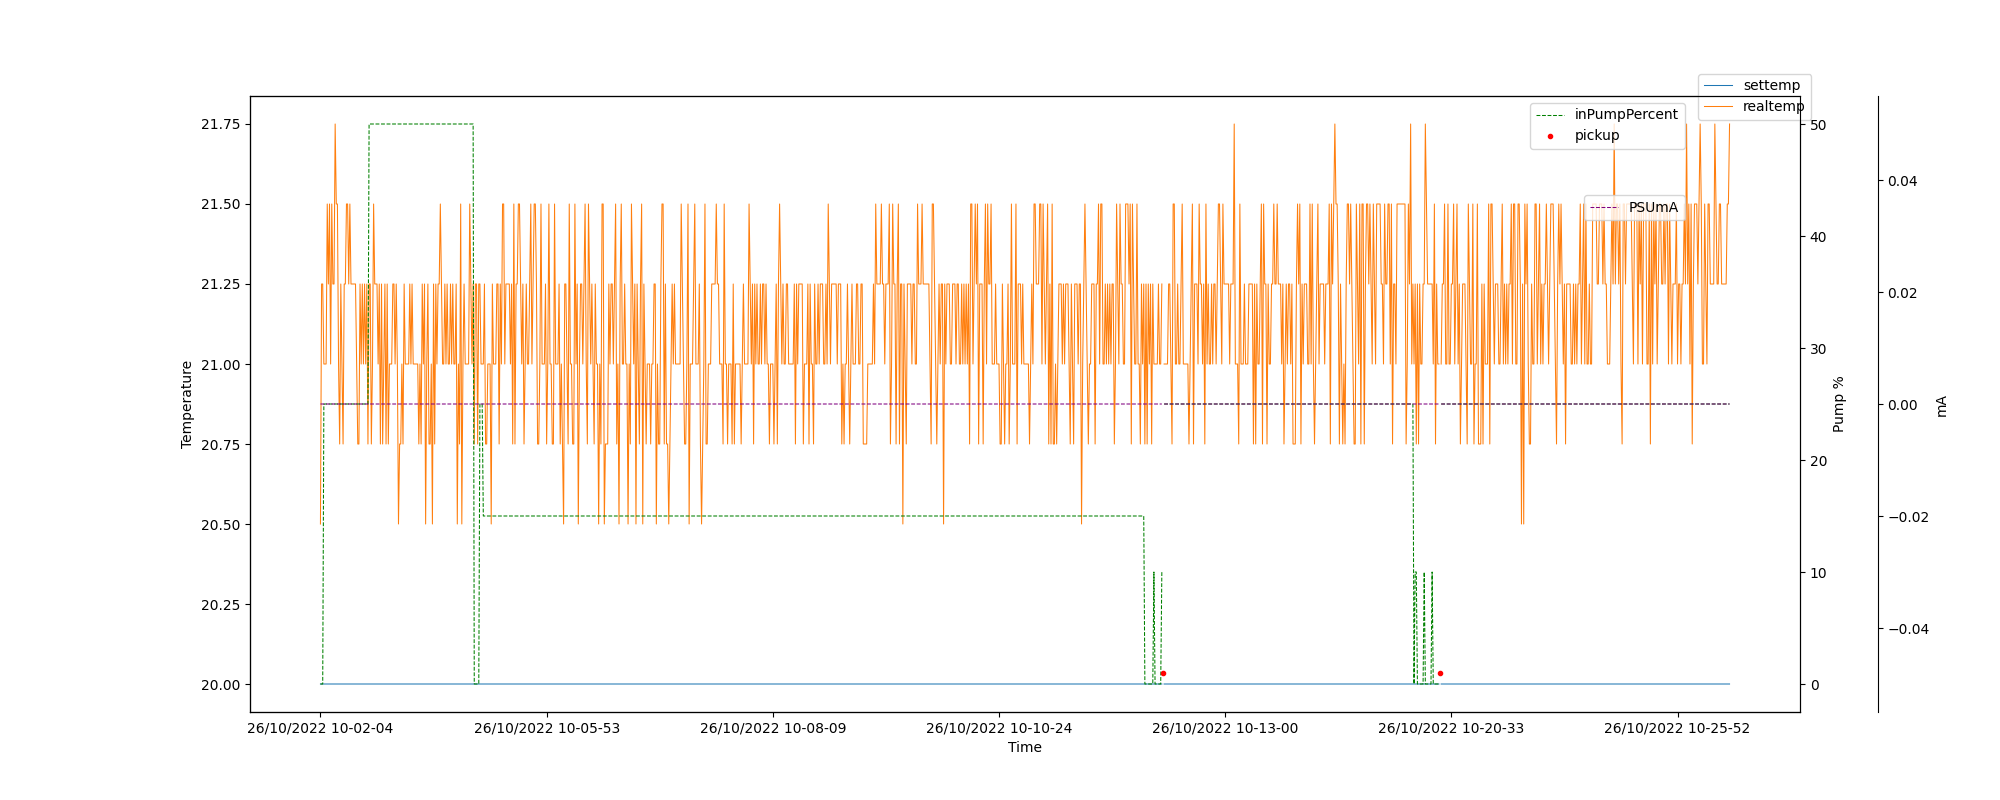 settemp
realtemp
inPumpPercent
pickup
PSUmA
21.75
21.50
21.25
21.00
20.75
20.50
20.25
20.00
Temperature
50
40
30
20
10
0
Pump %
0.04
0.02
0.00
−0.02
−0.04
mA
26/10/2022 10-02-04
26/10/2022 10-05-53
26/10/2022 10-08-09
26/10/2022 10-10-24
26/10/2022 10-13-00
26/10/2022 10-20-33
26/10/2022 10-25-52
Time